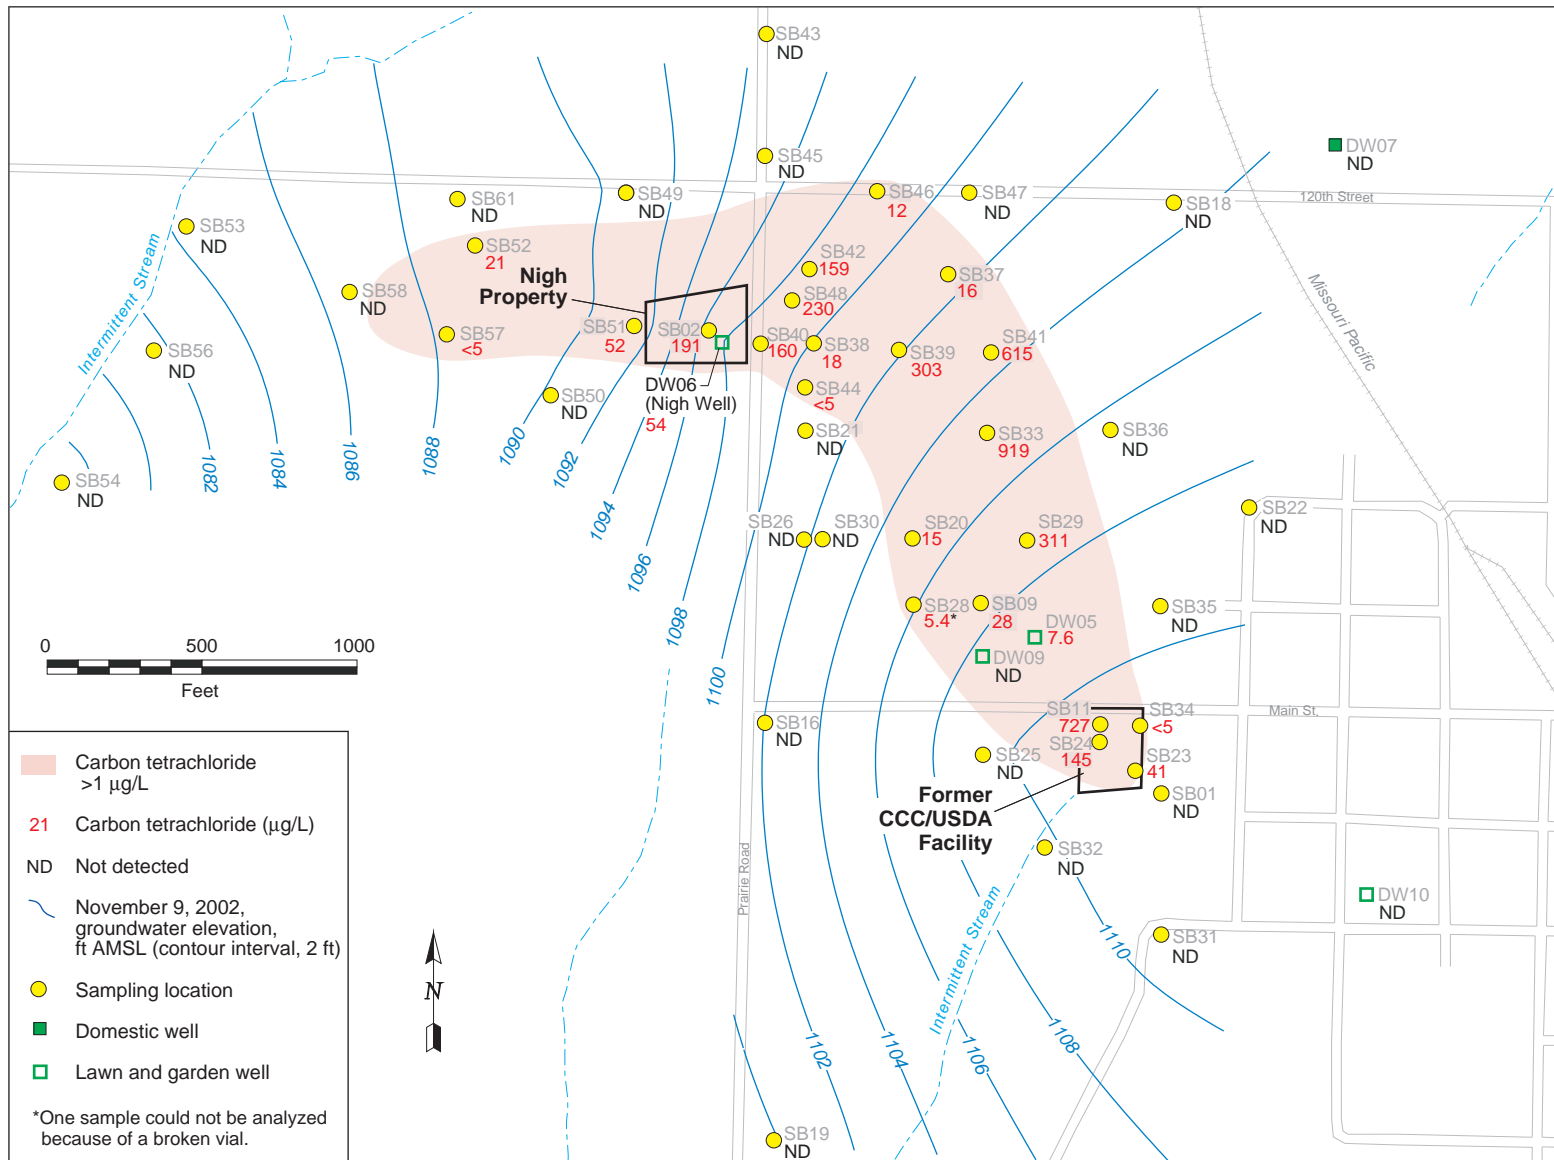 SB43
ND
SB45
ND
DW07
ND
SB46
12
SB47
ND
SB18
ND
120th Street
SB61
ND
SB49
ND
SB53
ND
SB52
21
Nigh
Property
SB42
159
SB37
16
SB58
ND
SB48
230
Missouri Pacific
Intermittent Stream
SB57
<5
SB51
52
SB02
191
SB40
160
SB38
18
SB39
303
SB41
615
SB56
ND
DW06
(Nigh Well)
54
SB44
<5
SB50
ND
SB21
ND
SB33
919
SB36
ND
1082
1084
1086
1088
1090
1092
1094
1096
1098
1100
SB54
ND
SB26
ND
SB30
ND
SB20
15
SB29
311
SB22
ND
SB28
5.4*
SB09
28
DW05
7.6
SB35
ND
DW09
ND
0 500 1000
Feet
SB16
ND
SB11
727
SB34
<5
Main St.
SB24
145
SB25
ND
SB23
41
SB01
ND
Former
CCC/USDA
Facility
SB32
ND
Prairie Road
Intermittent Stream
DW10
ND
SB31
ND
1110
1102
1104
1106
1108
SB19
ND
Carbon tetrachloride
>1 µg/L
21 Carbon tetrachloride (µg/L)
ND Not detected
November 9, 2002,
groundwater elevation,
ft AMSL (contour interval, 2 ft)
Sampling location
Domestic well
Lawn and garden well
*One sample could not be analyzed
because of a broken vial.
N